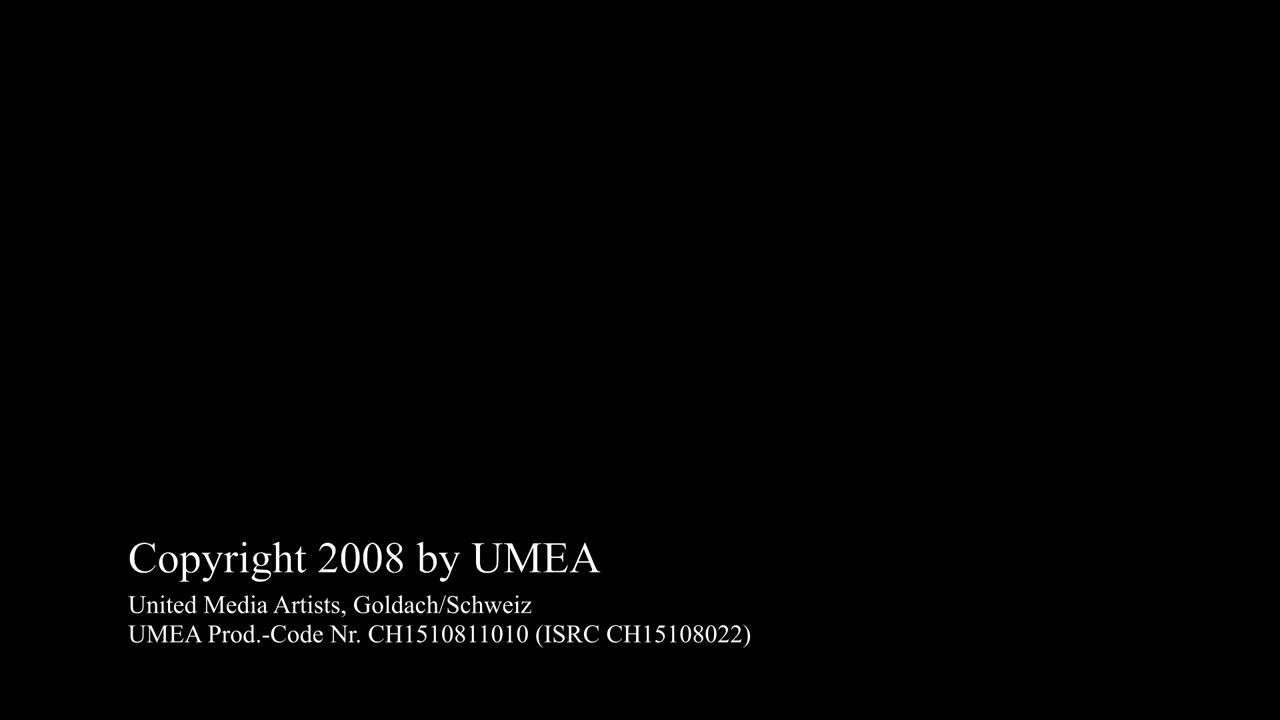 Copyright 2008 by UMEA
United Media Artists, Goldach/Schweiz
UMEA Prod.-Code Nr. CH1510811010 (ISRC CH15108022)